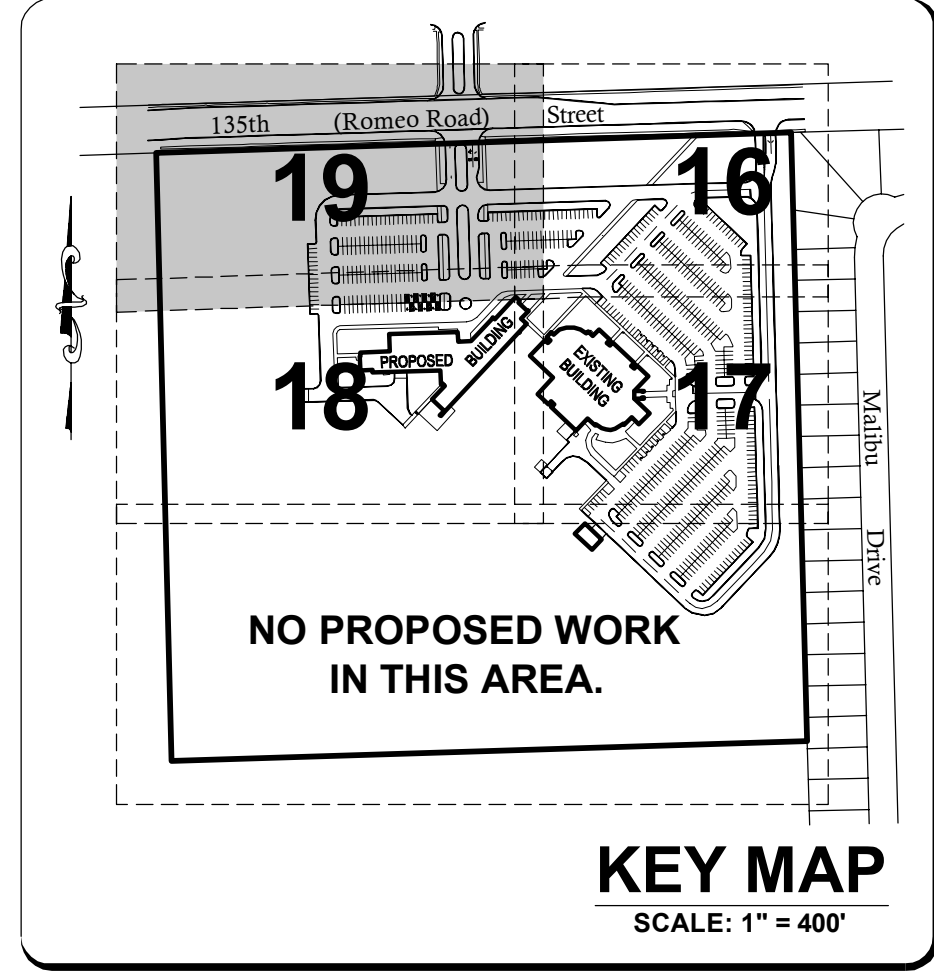 135th (Romeo Road) Street
19
16
PROPOSED BUILDING
EXISTING
BUILDING
18
17
Malibu Drive
NO PROPOSED WORK
IN THIS AREA.
KEY MAP
SCALE: 1" = 400'